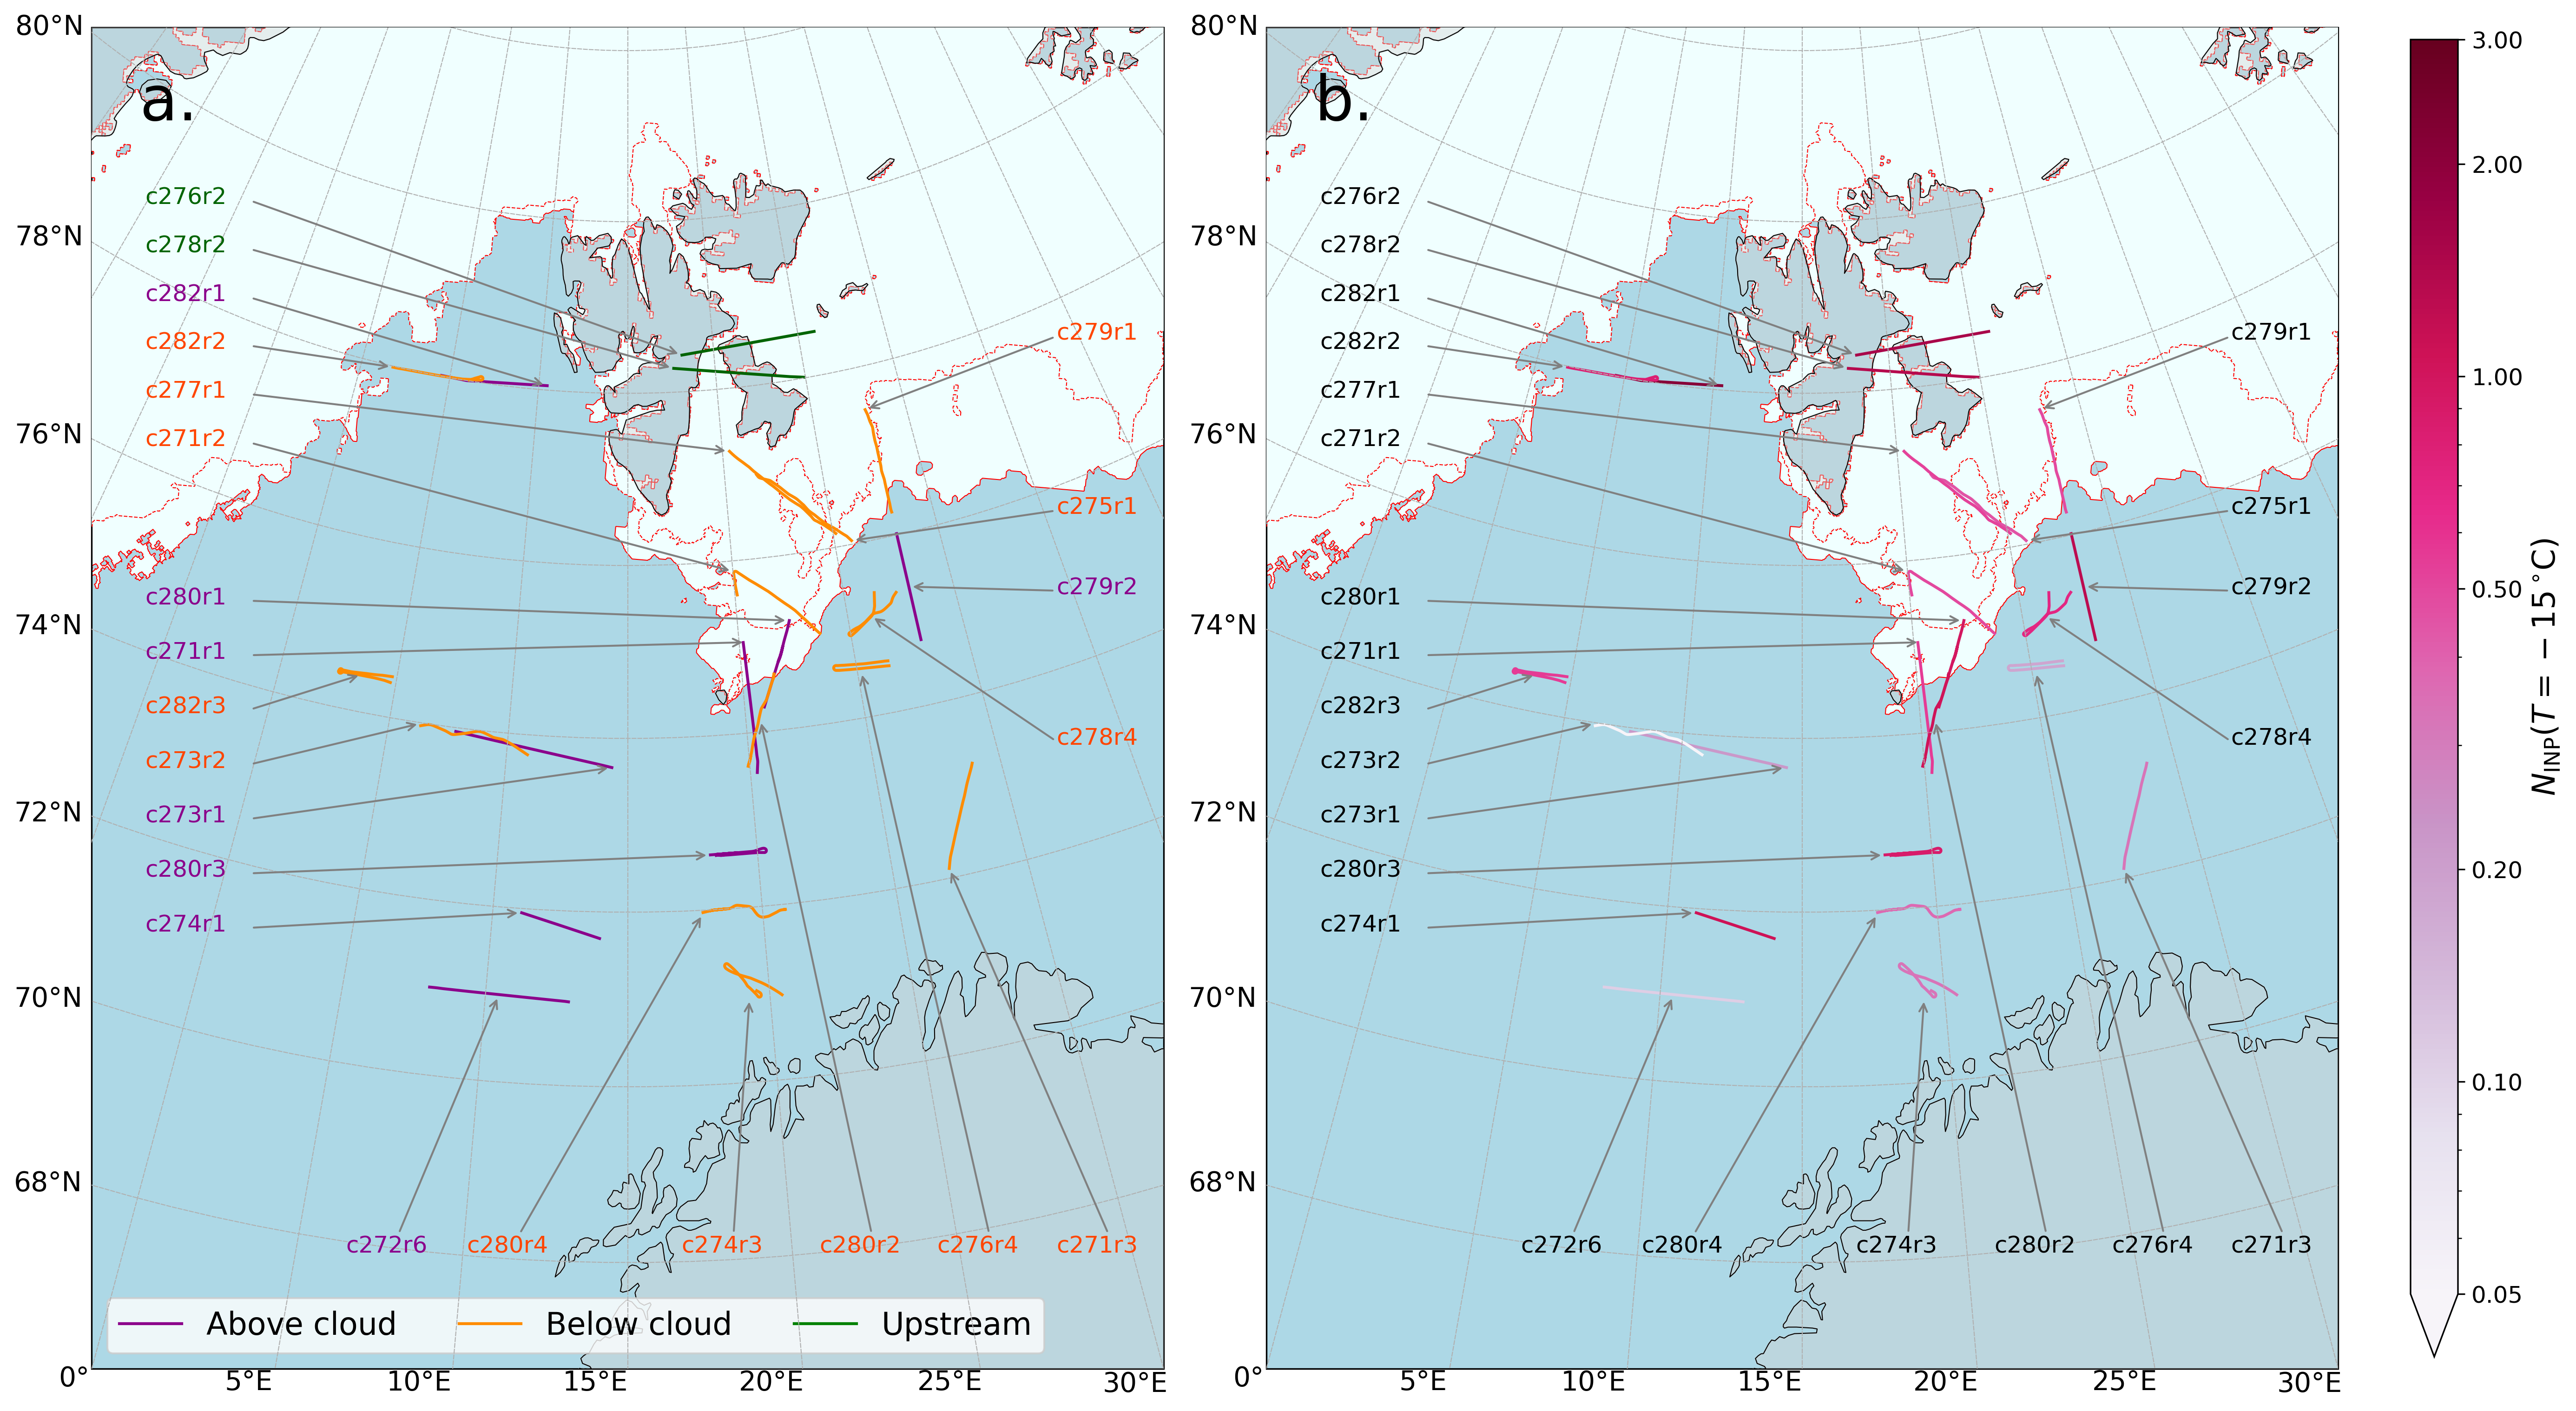 a.
80°N
78°N
76°N
74°N
72°N
70°N
68°N
c276r2
c278r2
c282r1
c282r2
c277r1
c271r2
c280r1
c271r1
c282r3
c273r2
c273r1
c280r3
c274r1
c279r1
c275r1
c279r2
c278r4
c272r6 c280r4 c274r3 c280r2 c276r4 c271r3
Above cloud Below cloud Upstream
0° 5°E 10°E 15°E 20°E 25°E 30°E
b.
80°N
78°N
76°N
74°N
72°N
70°N
68°N
c276r2
c278r2
c282r1
c282r2
c277r1
c271r2
c280r1
c271r1
c282r3
c273r2
c273r1
c280r3
c274r1
c279r1
c275r1
c279r2
c278r4
c272r6 c280r4 c274r3 c280r2 c276r4 c271r3
0° 5°E 10°E 15°E 20°E 25°E 30°E
3.00
2.00
1.00
0.50
0.20
0.10
0.05
N_INP(T = −15°C)